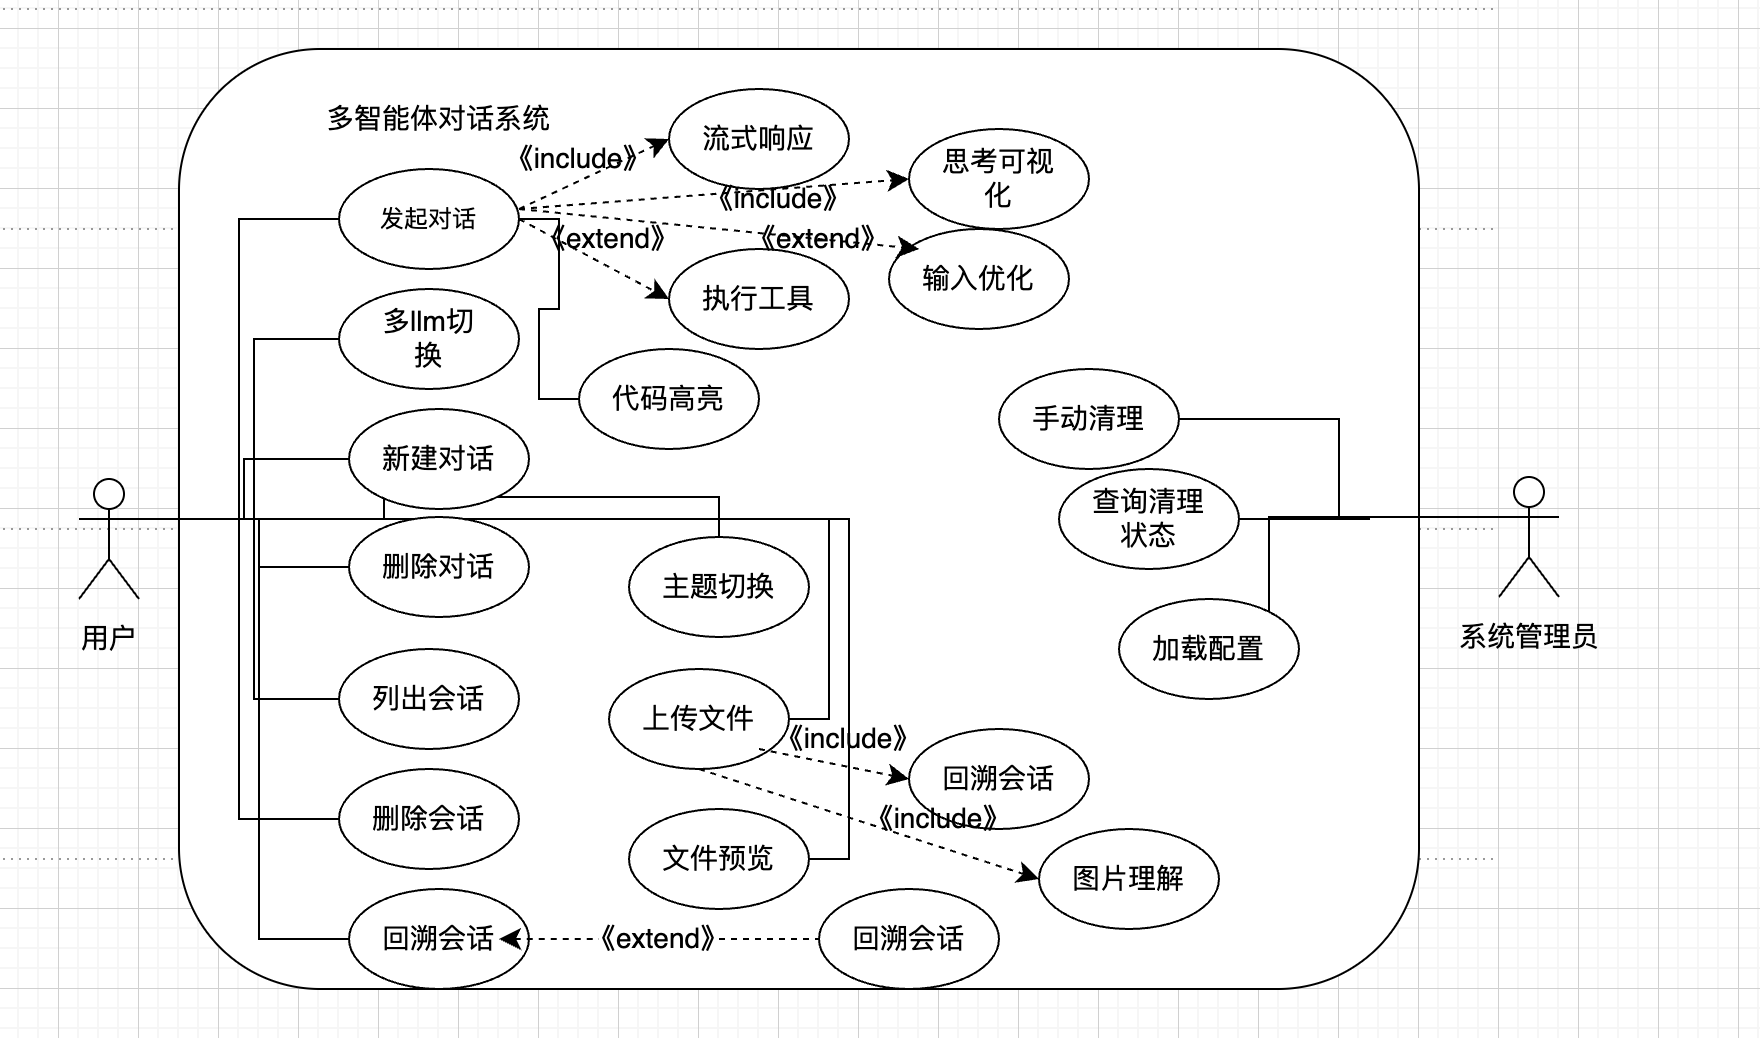 多智能体对话系统
流式响应
《include》
思考可视
化
《include》
发起对话
《extend》
《extend》
执行工具
输入优化
多llm切
换
代码高亮
手动清理
新建对话
查询清理
状态
删除对话
主题切换
用户
系统管理员
加载配置
列出会话
上传文件
《include》
回溯会话
删除会话
《include》
文件预览
图片理解
回溯会话
《extend》
回溯会话